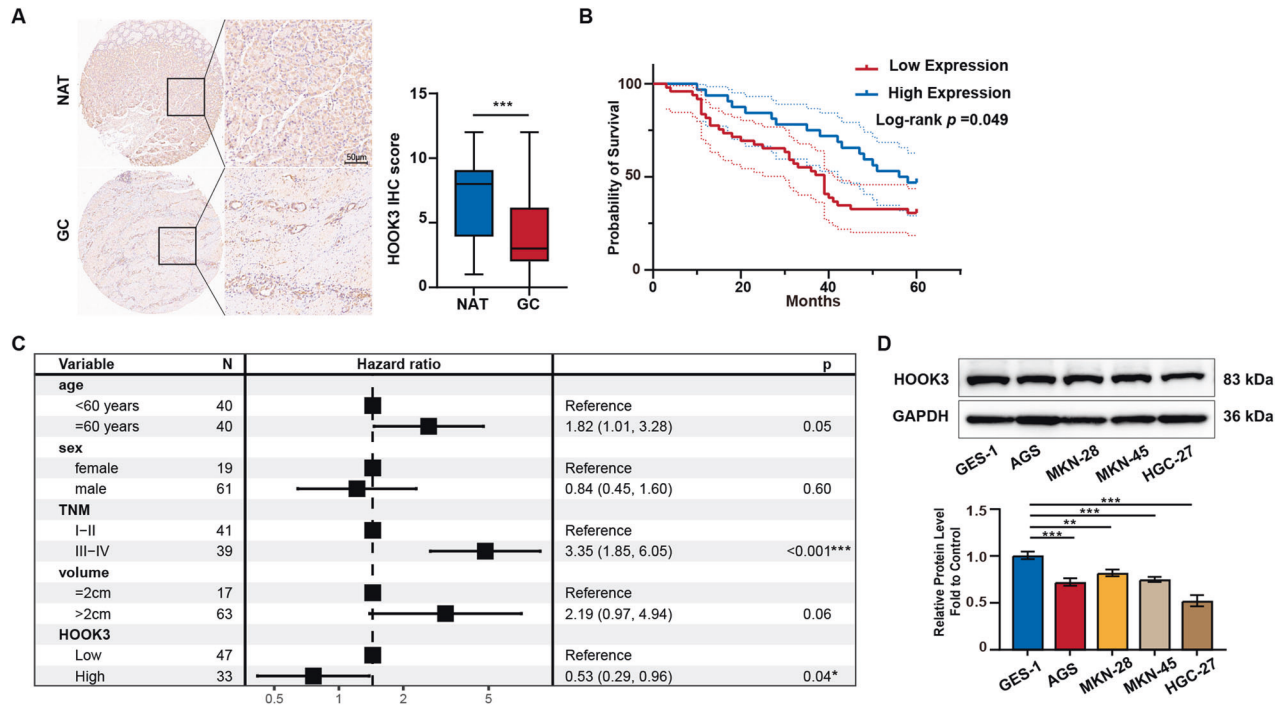 A
NAT
GC
50μm
HOOK3 IHC score
15
10
5
0
***
NAT GC
B
Probability of Survival
100
50
0
0 20 40 60
Months
Low Expression
High Expression
Log-rank p =0.049
C
Variable N Hazard ratio p
age
<60 years 40 Reference
=60 years 40 1.82 (1.01, 3.28) 0.05
sex
female 19 Reference
male 61 0.84 (0.45, 1.60) 0.60
TNM
I−II 41 Reference
III−IV 39 3.35 (1.85, 6.05) <0.001***
volume
=2cm 17 Reference
>2cm 63 2.19 (0.97, 4.94) 0.06
HOOK3
Low 47 Reference
High 33 0.53 (0.29, 0.96) 0.04*
0.5 1 2 5
D
HOOK3 83 kDa
GAPDH 36 kDa
GES-1 AGS MKN-28 MKN-45 HGC-27
Relative Protein Level
Fold to Control
1.5
1.0
0.5
0
***
***
**
***
GES-1 AGS MKN-28 MKN-45 HGC-27